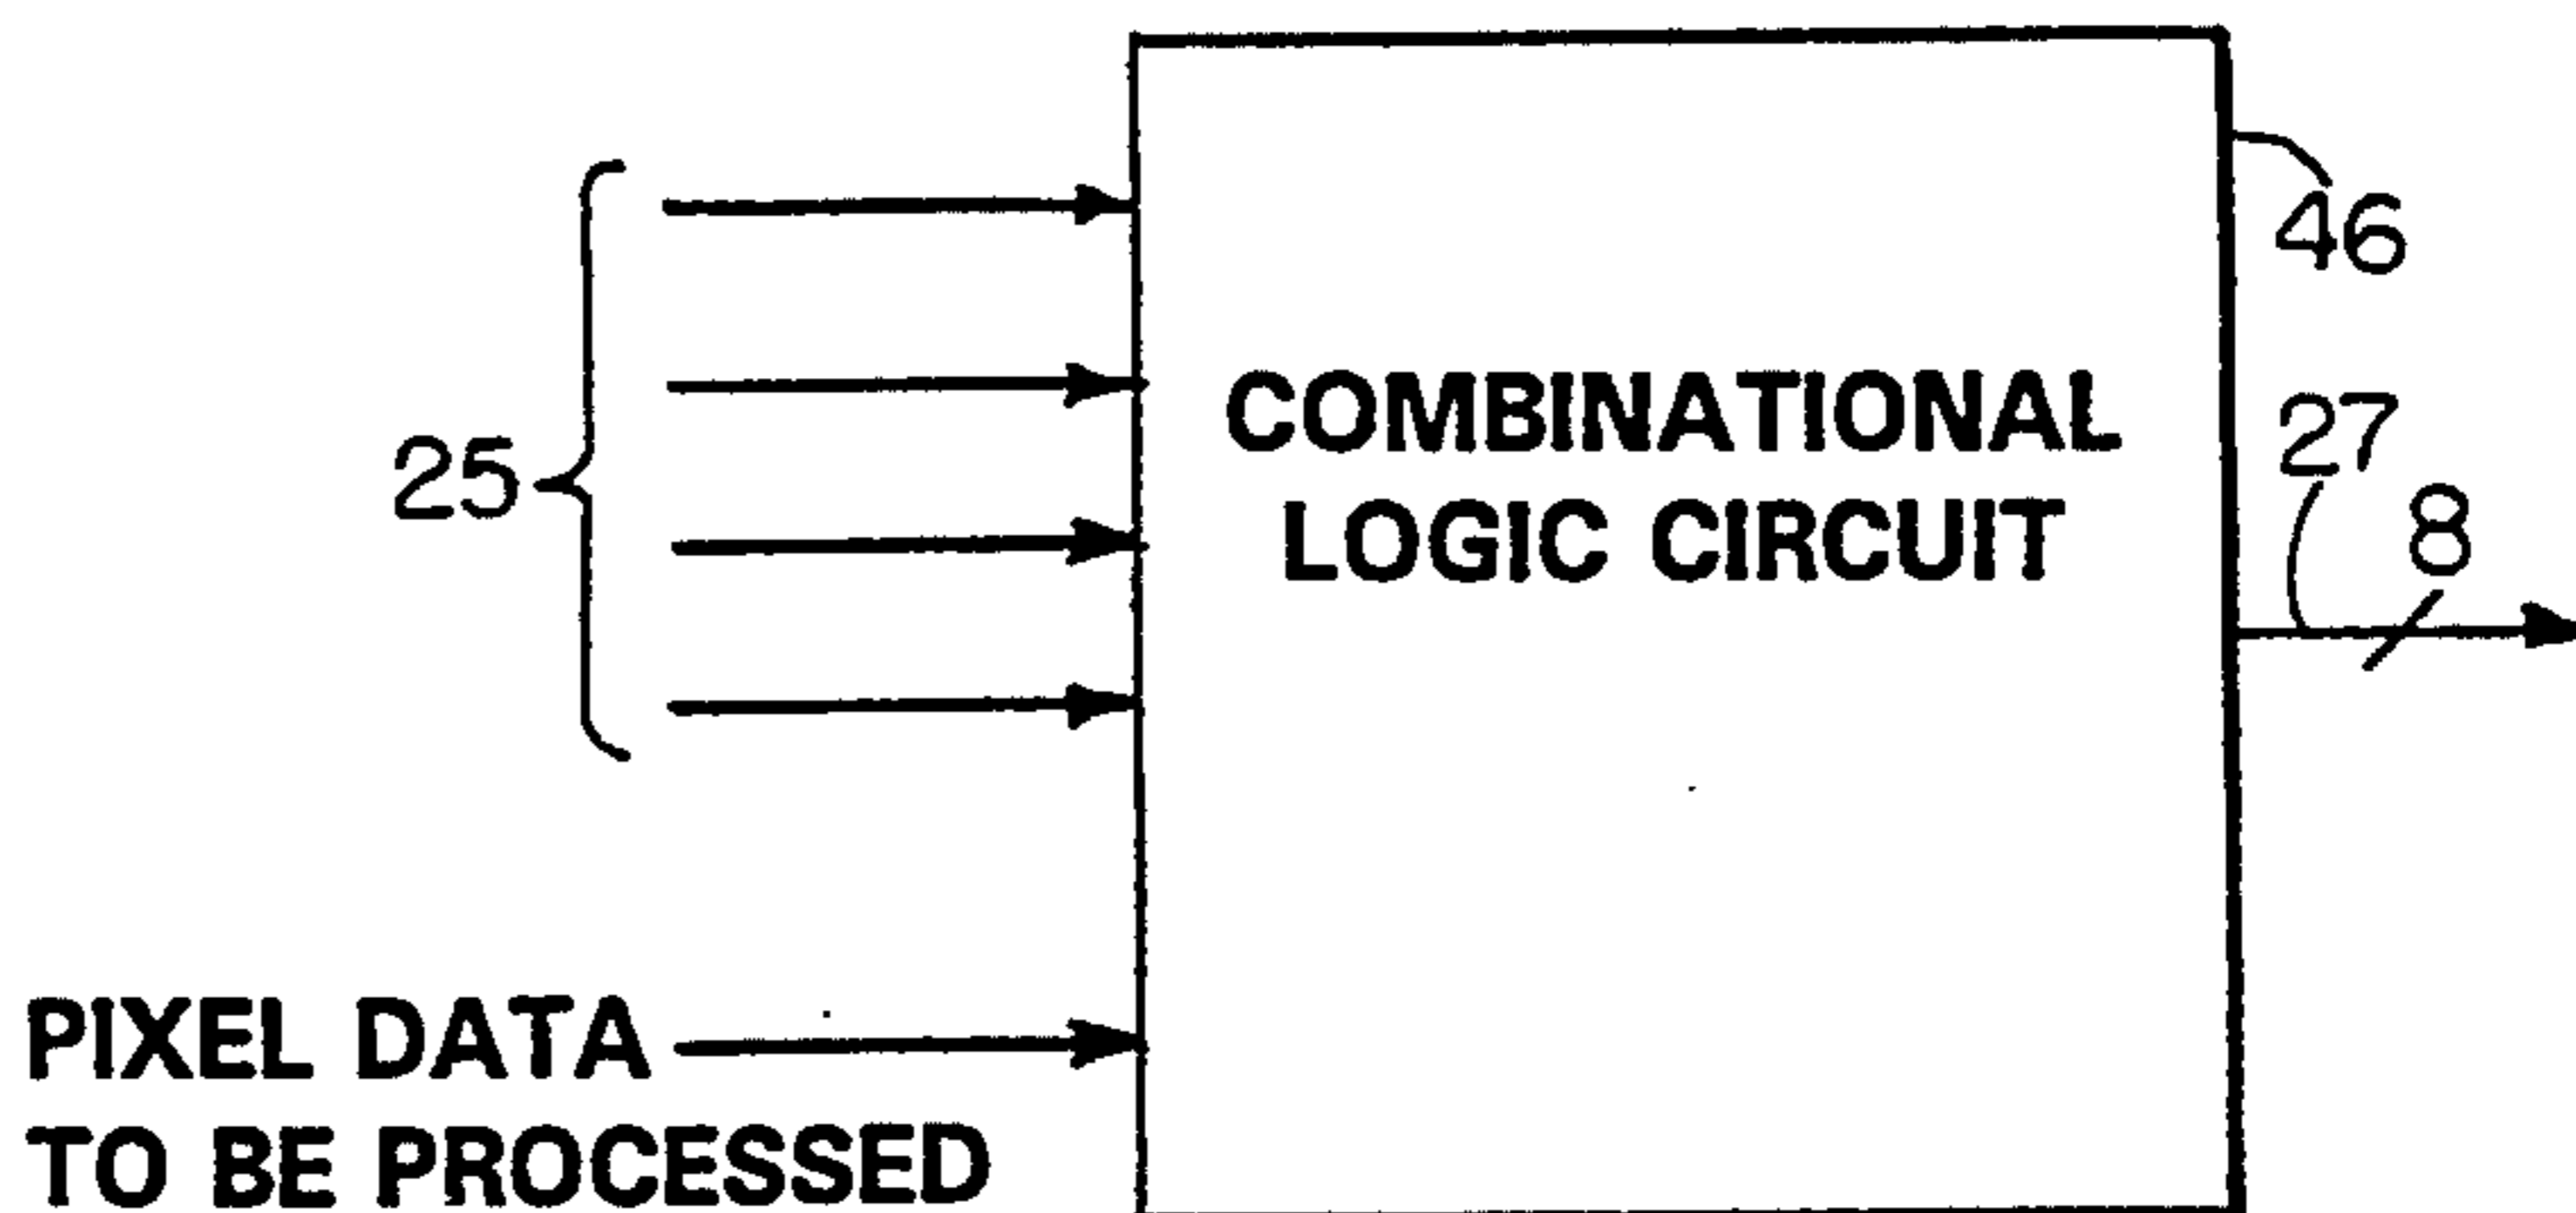 46
COMBINATIONAL
LOGIC CIRCUIT
27
8
25
PIXEL DATA
TO BE PROCESSED